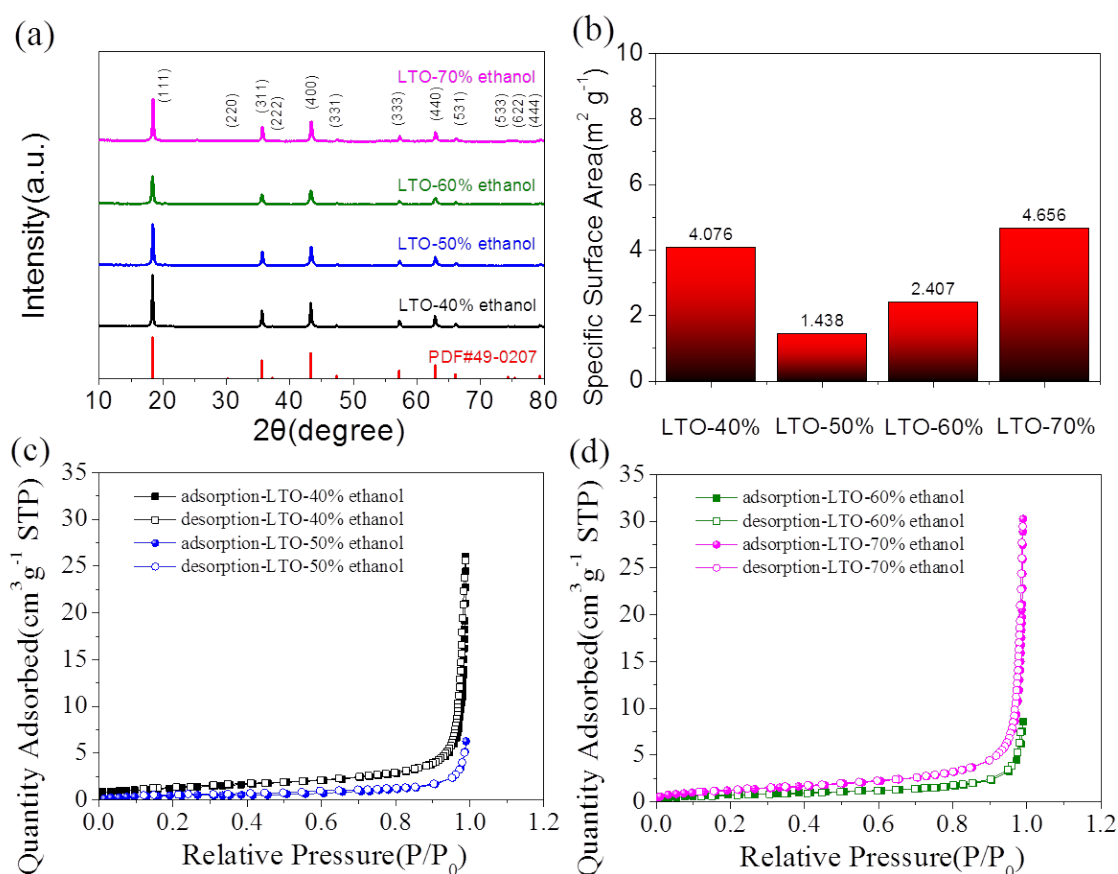 (a)
Intensity(a.u.)
LTO-70% ethanol
(111)
(220)
(311)
(222)
(400)
(331)
(333)
(440)
(531)
(533)
(622)
(444)
LTO-60% ethanol
LTO-50% ethanol
LTO-40% ethanol
PDF#49-0207
10 20 30 40 50 60 70 80
2θ(degree)
(b)
Specific Surface Area(m² g⁻¹)
10
8
6
4
2
0
4.076
1.438
2.407
4.656
LTO-40% LTO-50% LTO-60% LTO-70%
(c)
Quantity Adsorbed(cm³ g⁻¹ STP)
35
30
25
20
15
10
5
0
adsorption-LTO-40% ethanol
desorption-LTO-40% ethanol
adsorption-LTO-50% ethanol
desorption-LTO-50% ethanol
0.0 0.2 0.4 0.6 0.8 1.0 1.2
Relative Pressure(P/P₀)
(d)
Quantity Adsorbed(cm³ g⁻¹ STP)
35
30
25
20
15
10
5
0
adsorption-LTO-60% ethanol
desorption-LTO-60% ethanol
adsorption-LTO-70% ethanol
desorption-LTO-70% ethanol
0.0 0.2 0.4 0.6 0.8 1.0 1.2
Relative Pressure(P/P₀)